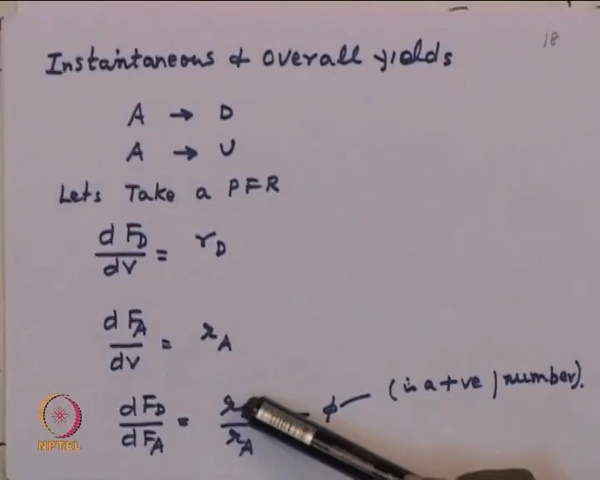 18
Instantaneous & overall yields
A → D
A → U
Lets Take a PFR
dF_D/dV = r_D
dF_A/dV = r_A
dF_D/dF_A = r/r_A φ (is a +ve number).
NPTEL